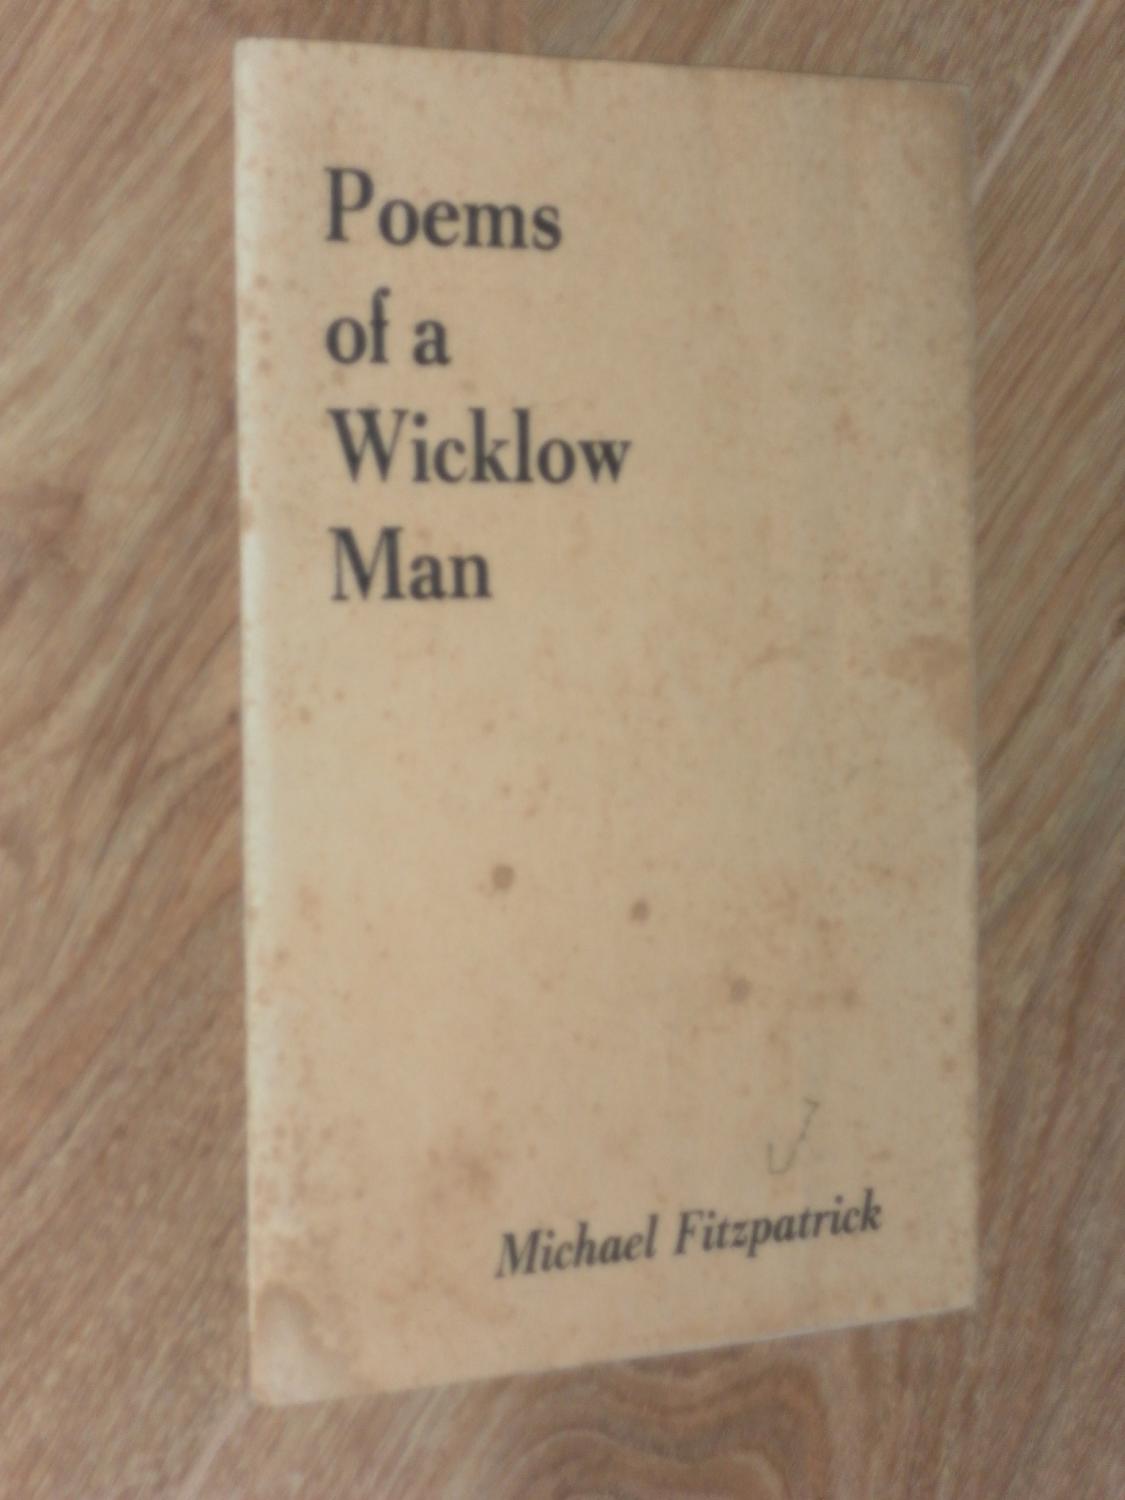 Poems
of a
Wicklow
Man
Michael Fitzpatrick